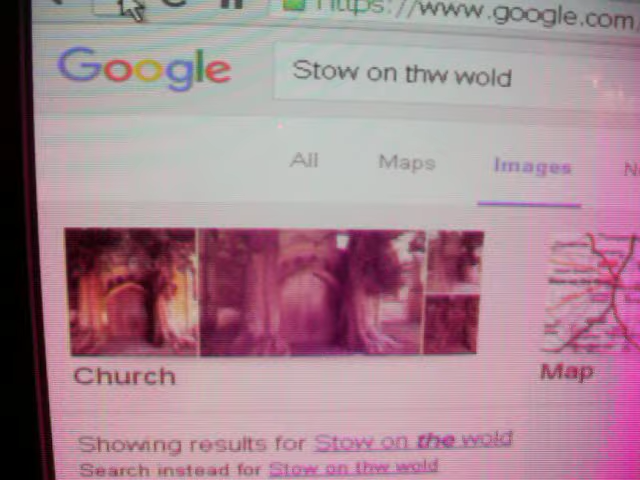 https://www.google.com/
Google
Stow on thw wold
All Maps Images
Church
Map
Showing results for Stow on the wold
Search instead for Stow on thw wold